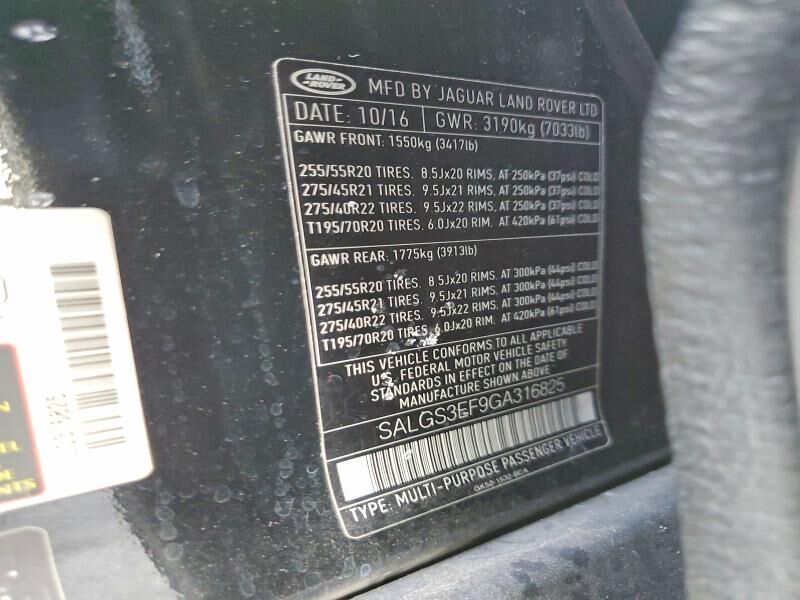 LAND ROVER
MFD BY JAGUAR LAND ROVER LTD
DATE: 10/16 GWR: 3190kg (7033lb)
GAWR FRONT: 1550kg (3417lb)
255/55R20 TIRES. 8.5Jx20 RIMS. AT 250kPa (37psi) COLD
275/45R21 TIRES. 9.5Jx21 RIMS. AT 250kPa (37psi) COLD
275/40R22 TIRES. 9.5Jx22 RIMS. AT 250kPa (37psi) COLD
T195/70R20 TIRES. 6.0Jx20 RIM. AT 420kPa (61psi) COLD
GAWR REAR: 1775kg (3913lb)
255/55R20 TIRES. 8.5Jx20 RIMS. AT 300kPa (44psi) COLD
275/45R21 TIRES. 9.5Jx21 RIMS. AT 300kPa (44psi) COLD
275/40R22 TIRES. 9.5Jx22 RIMS. AT 300kPa (44psi) COLD
T195/70R20 TIRES. 6.0Jx20 RIM. AT 420kPa (61psi) COLD
THIS VEHICLE CONFORMS TO ALL APPLICABLE
U.S. FEDERAL MOTOR VEHICLE SAFETY
STANDARDS IN EFFECT ON THE DATE OF
MANUFACTURE SHOWN ABOVE
SALGS3EF9GA316825
TYPE: MULTI-PURPOSE PASSENGER VEHICLE